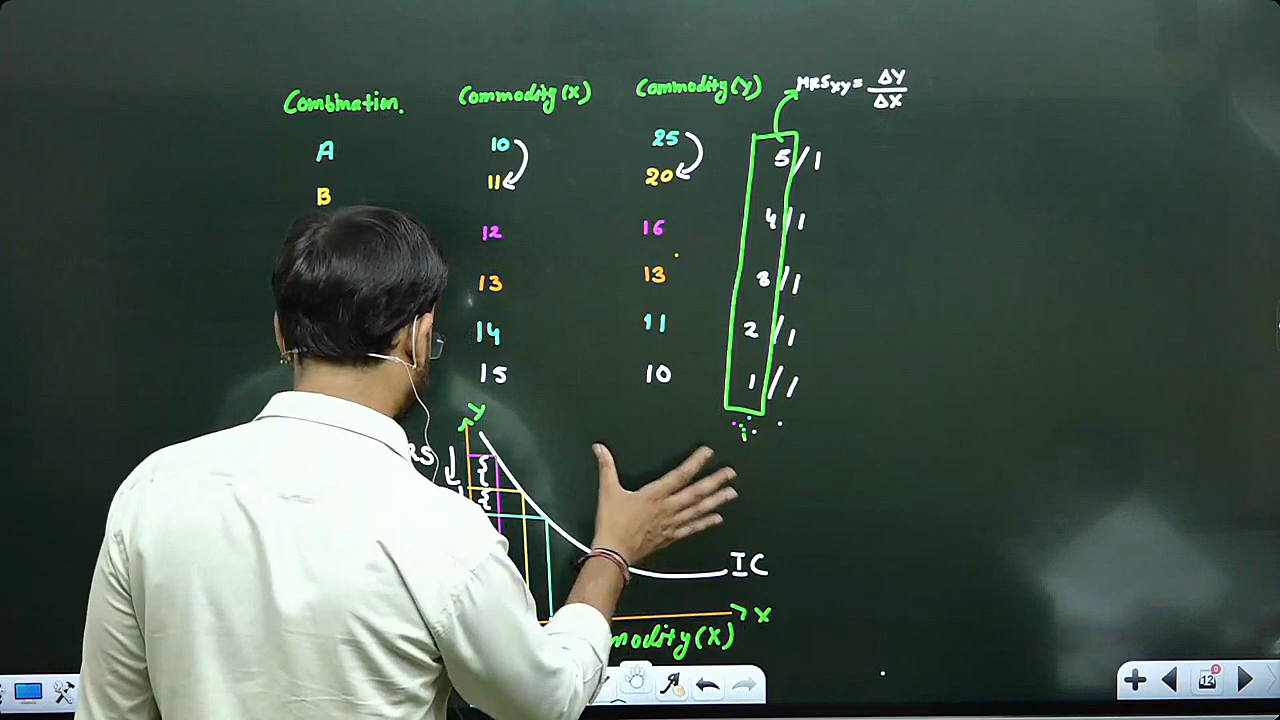 Combination. Commodity (X) Commodity (Y) MRSxy = ΔY/ΔX
A 10 25 5/1
B 11 20
12 16 4/1
13 13 3/1
14 11 2/1
15 10 1/1
Y
IC
X
modity (X)
12